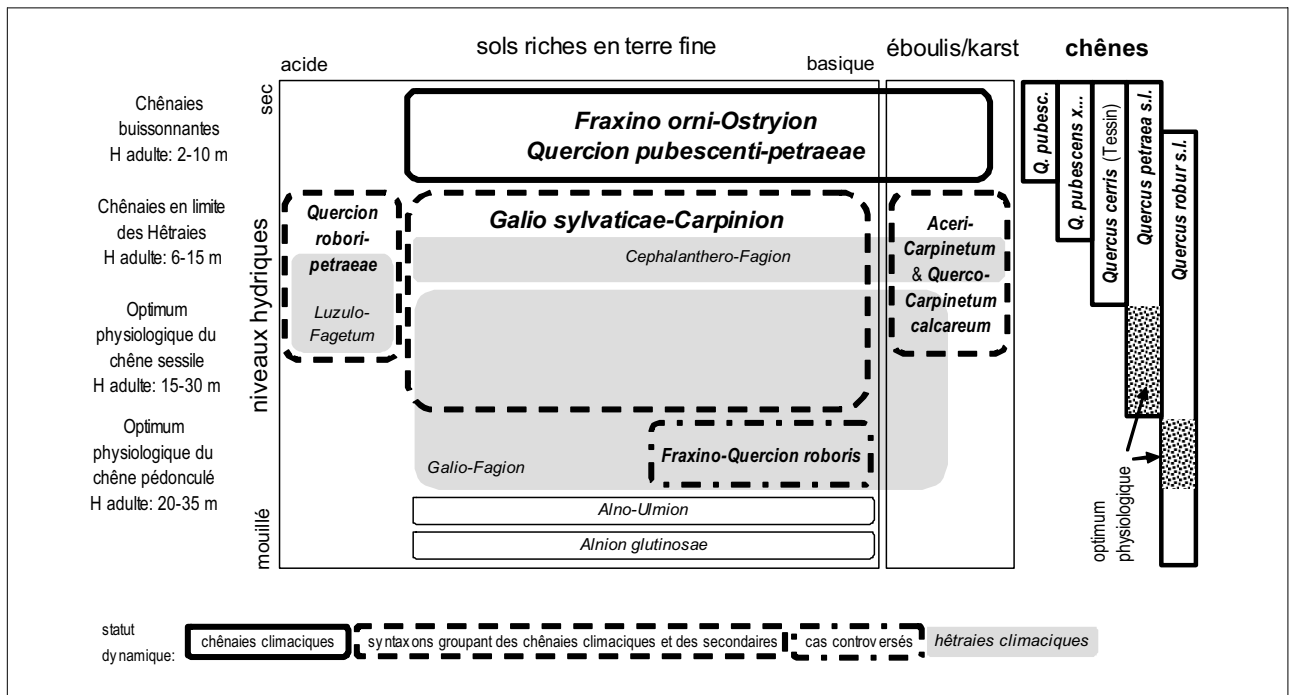 sols riches en terre fine
éboulis/karst
chênes
acide
basique
sec
niveaux hydriques
mouillé
Chênaies
buissonnantes
H adulte: 2-10 m
Chênaies en limite
des Hêtraies
H adulte: 6-15 m
Optimum
physiologique du
chêne sessile
H adulte: 15-30 m
Optimum
physiologique du
chêne pédonculé
H adulte: 20-35 m
Fraxino orni-Ostryion
Quercion pubescenti-petraeae
Quercion
robori-
petraeae
Luzulo-
Fagetum
Galio sylvaticae-Carpinion
Cephalanthero-Fagion
Aceri-
Carpinetum
& Querco-
Carpinetum
calcareum
Galio-Fagion
Fraxino-Quercion roboris
Alno-Ulmion
Alnion glutinosae
Q. pubesc.
Q. pubescens x...
Quercus cerris (Tessin)
Quercus petraea s.l.
Quercus robur s.l.
optimum
physiologique
statut
dynamique:
chênaies climaciques
syntaxons groupant des chênaies climaciques et des secondaires
cas controversés
hêtraies climaciques